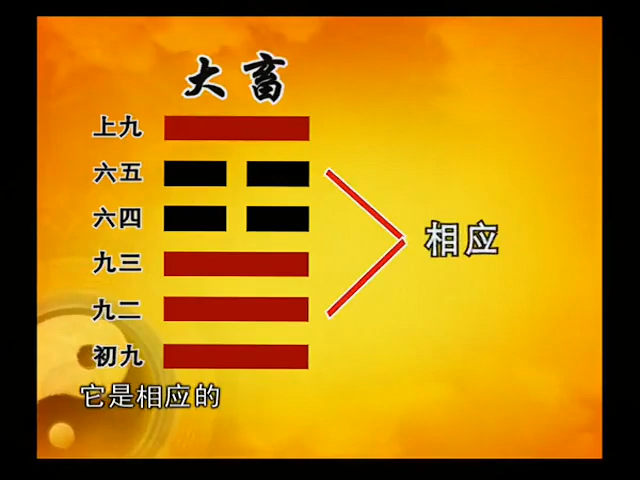 大畜
上九
六五
六四
九三
九二
初九
相应
它是相应的